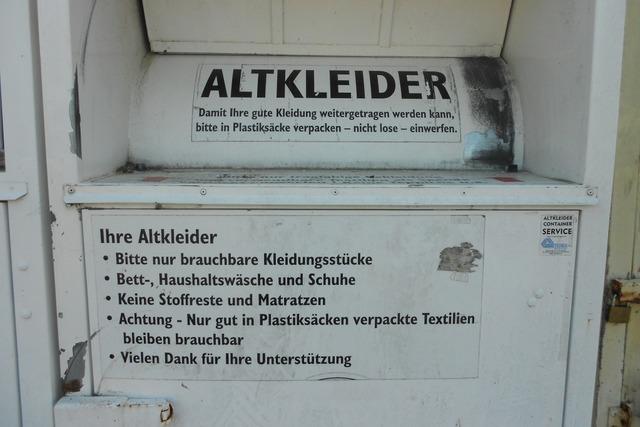 ALTKLEIDER
Damit Ihre gute Kleidung weitergetragen werden kann,
bitte in Plastiksäcke verpacken – nicht lose – einwerfen.
ALTKLEIDER
CONTAINER
SERVICE
Ihre Altkleider
• Bitte nur brauchbare Kleidungsstücke
• Bett-, Haushaltswäsche und Schuhe
• Keine Stoffreste und Matratzen
• Achtung - Nur gut in Plastiksäcken verpackte Textilien
bleiben brauchbar
• Vielen Dank für Ihre Unterstützung